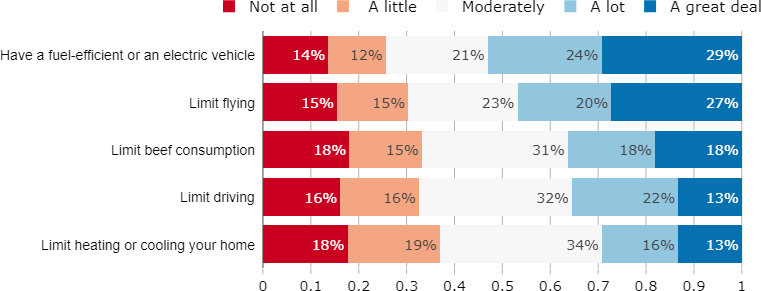 Not at all A little Moderately A lot A great deal
Have a fuel-efficient or an electric vehicle 14% 12% 21% 24% 29%
Limit flying 15% 15% 23% 20% 27%
Limit beef consumption 18% 15% 31% 18% 18%
Limit driving 16% 16% 32% 22% 13%
Limit heating or cooling your home 18% 19% 34% 16% 13%
0 0.1 0.2 0.3 0.4 0.5 0.6 0.7 0.8 0.9 1